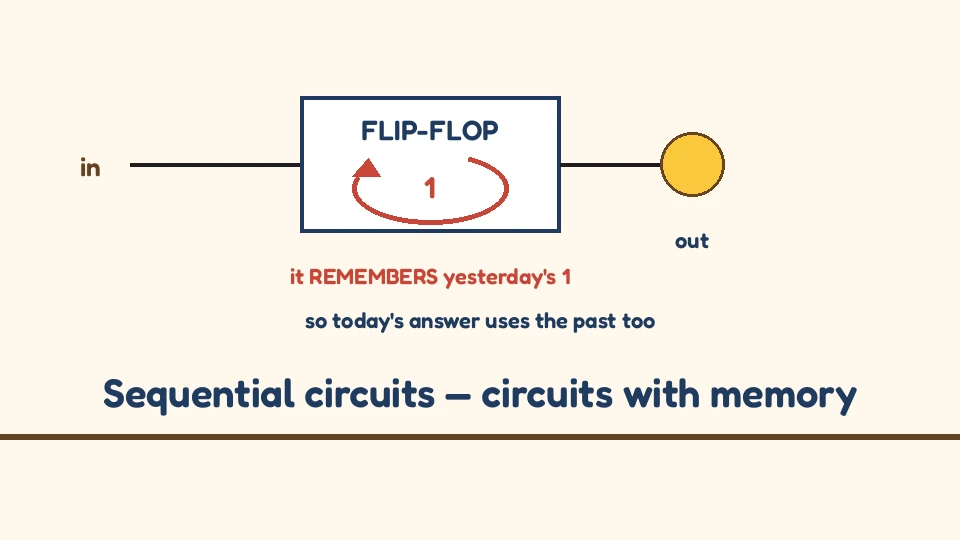 FLIP-FLOP
in
1
out
it REMEMBERS yesterday's 1
so today's answer uses the past too
Sequential circuits — circuits with memory